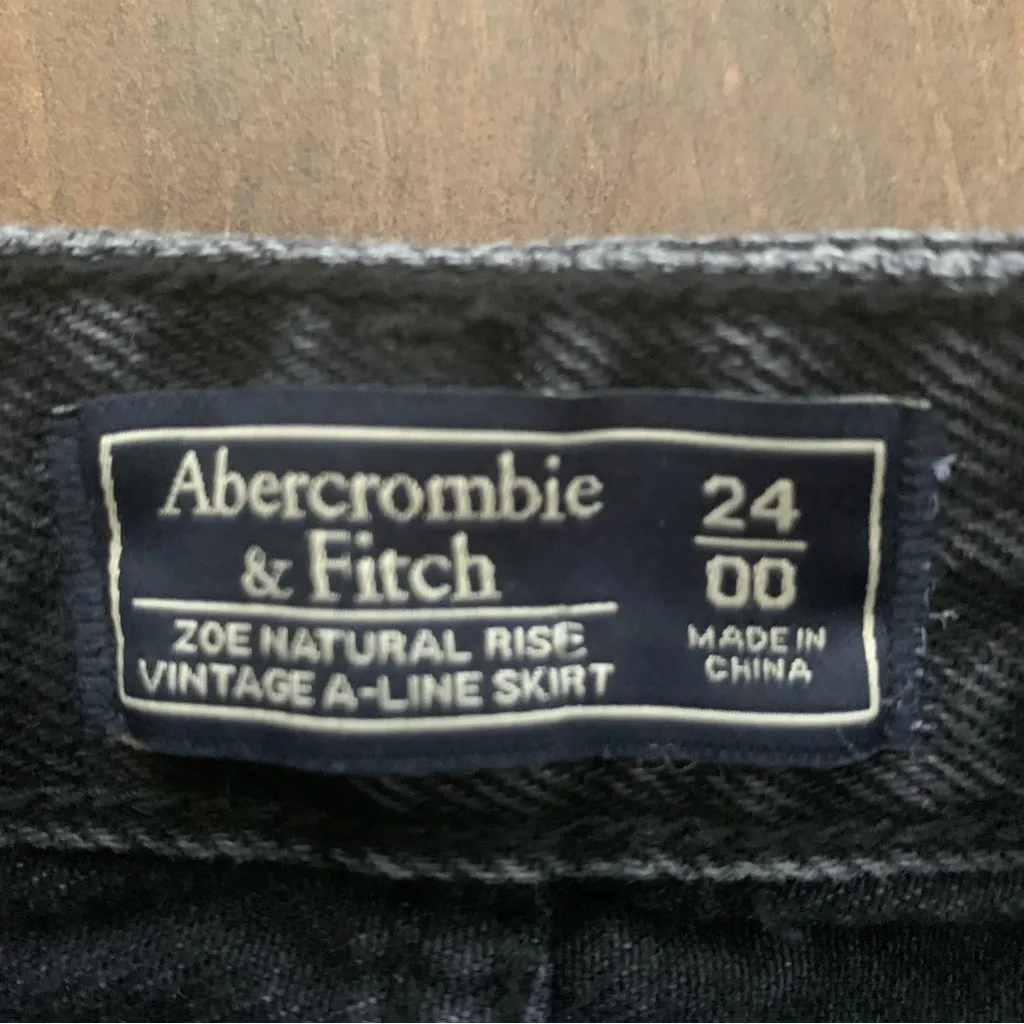 Abercrombie
& Fitch
ZOE NATURAL RISE
VINTAGE A-LINE SKIRT
24
00
MADE IN
CHINA